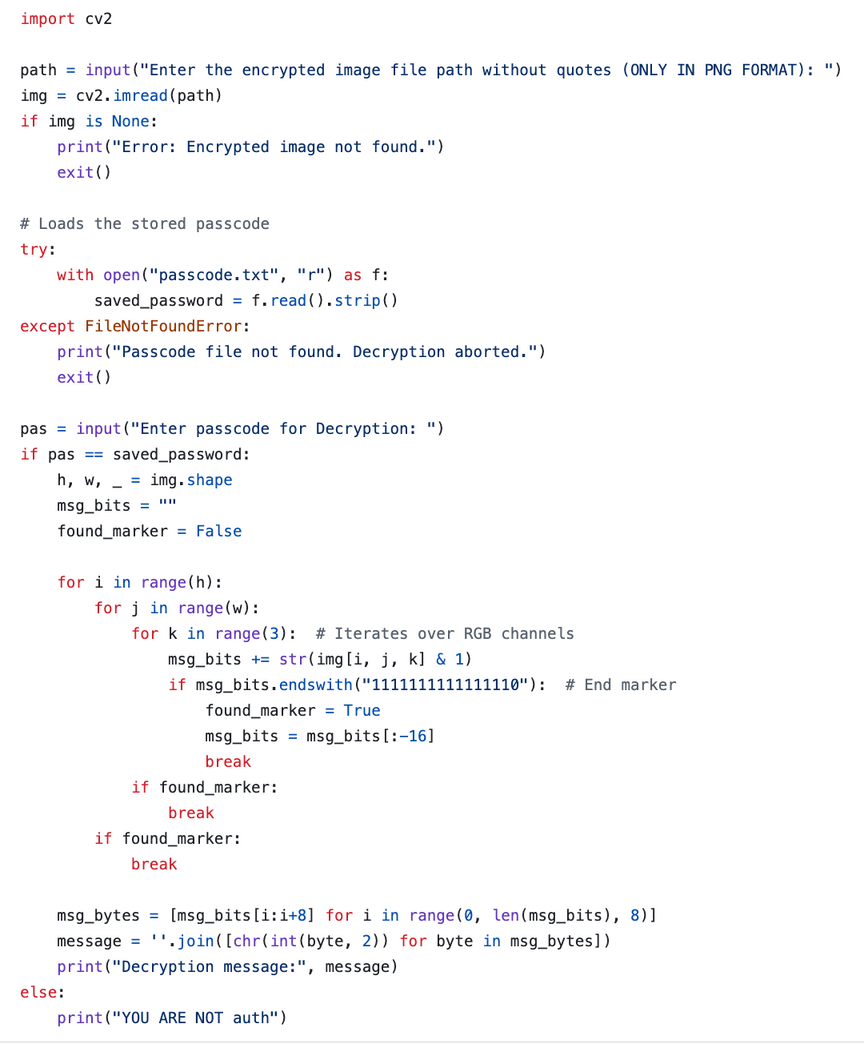 import cv2

path = input("Enter the encrypted image file path without quotes (ONLY IN PNG FORMAT): ")
img = cv2.imread(path)
if img is None:
    print("Error: Encrypted image not found.")
    exit()

# Loads the stored passcode
try:
    with open("passcode.txt", "r") as f:
        saved_password = f.read().strip()
except FileNotFoundError:
    print("Passcode file not found. Decryption aborted.")
    exit()

pas = input("Enter passcode for Decryption: ")
if pas == saved_password:
    h, w, _ = img.shape
    msg_bits = ""
    found_marker = False

    for i in range(h):
        for j in range(w):
            for k in range(3):  # Iterates over RGB channels
                msg_bits += str(img[i, j, k] & 1)
                if msg_bits.endswith("1111111111111110"):  # End marker
                    found_marker = True
                    msg_bits = msg_bits[:-16]
                    break
            if found_marker:
                break
        if found_marker:
            break

    msg_bytes = [msg_bits[i:i+8] for i in range(0, len(msg_bits), 8)]
    message = ''.join([chr(int(byte, 2)) for byte in msg_bytes])
    print("Decryption message:", message)
else:
    print("YOU ARE NOT auth")